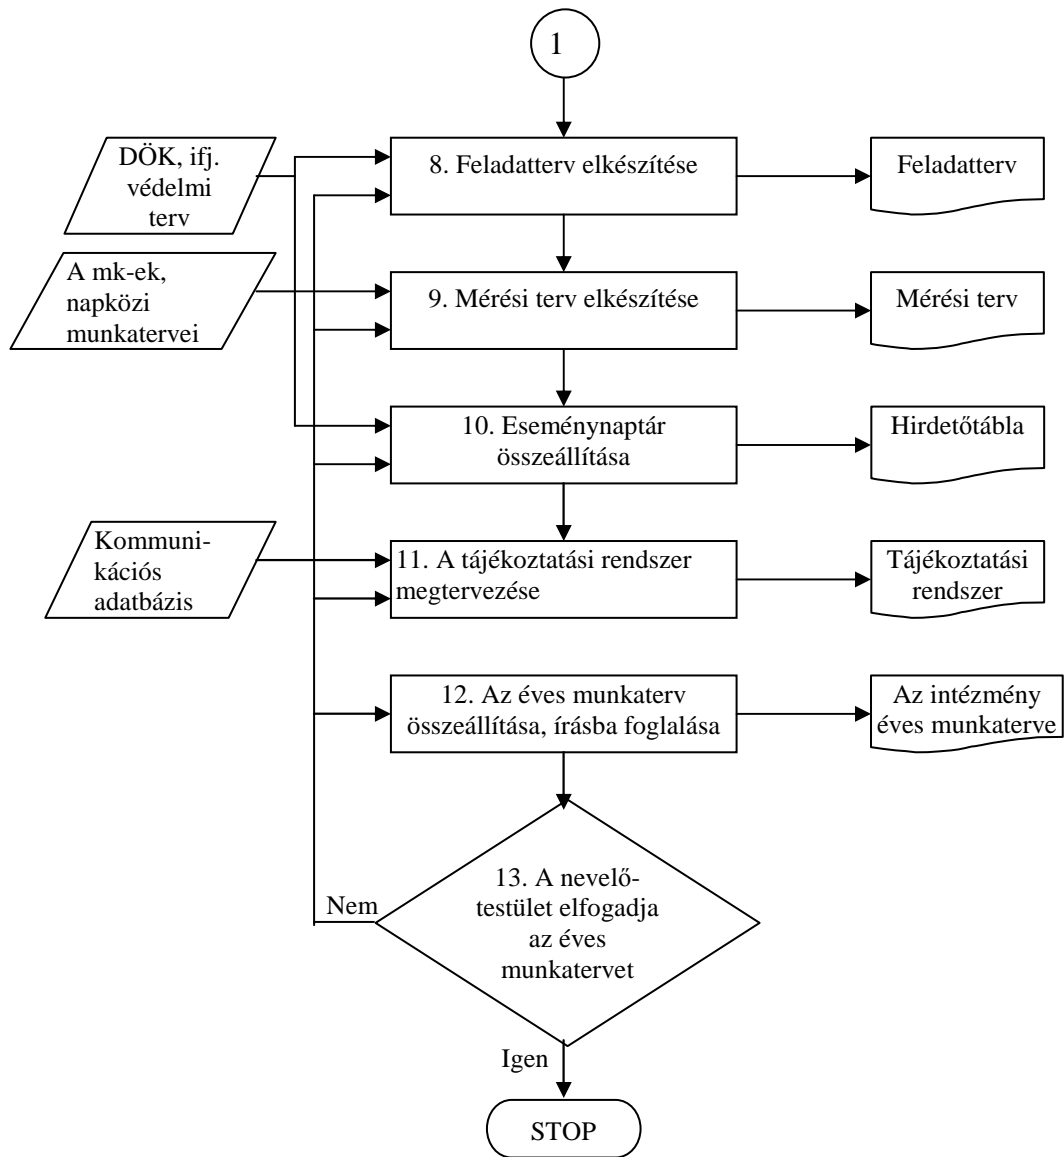 1
DÖK, ifj.
védelmi
terv
8. Feladatterv elkészítése
Feladatterv
A mk-ek,
napközi
munkatervei
9. Mérési terv elkészítése
Mérési terv
10. Eseménynaptár
összeállítása
Hirdetőtábla
Kommuni-
kációs
adatbázis
11. A tájékoztatási rendszer
megtervezése
Tájékoztatási
rendszer
12. Az éves munkaterv
összeállítása, írásba foglalása
Az intézmény
éves munkaterve
13. A nevelő-
testület elfogadja
az éves
munkatervet
Nem
Igen
STOP